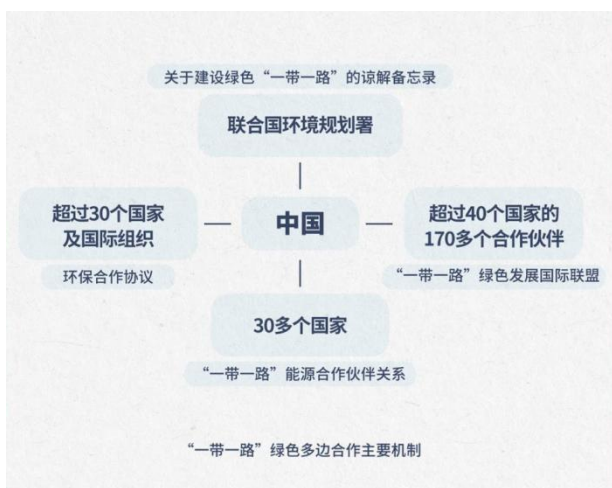 关于建设绿色“一带一路”的谅解备忘录
联合国环境规划署
超过30个国家
及国际组织
环保合作协议
中国
超过40个国家的
170多个合作伙伴
“一带一路”绿色发展国际联盟
30多个国家
“一带一路”能源合作伙伴关系
“一带一路”绿色多边合作主要机制